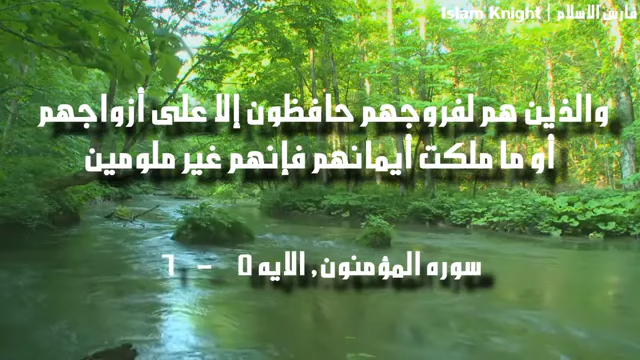 Islam Knight | فارس الاسلام
والذين هم لفروجهم حافظون إلا على أزواجهم
أو ما ملكت أيمانهم فإنهم غير ملومين
سوره المؤمنون, الايه ٥ - ٦